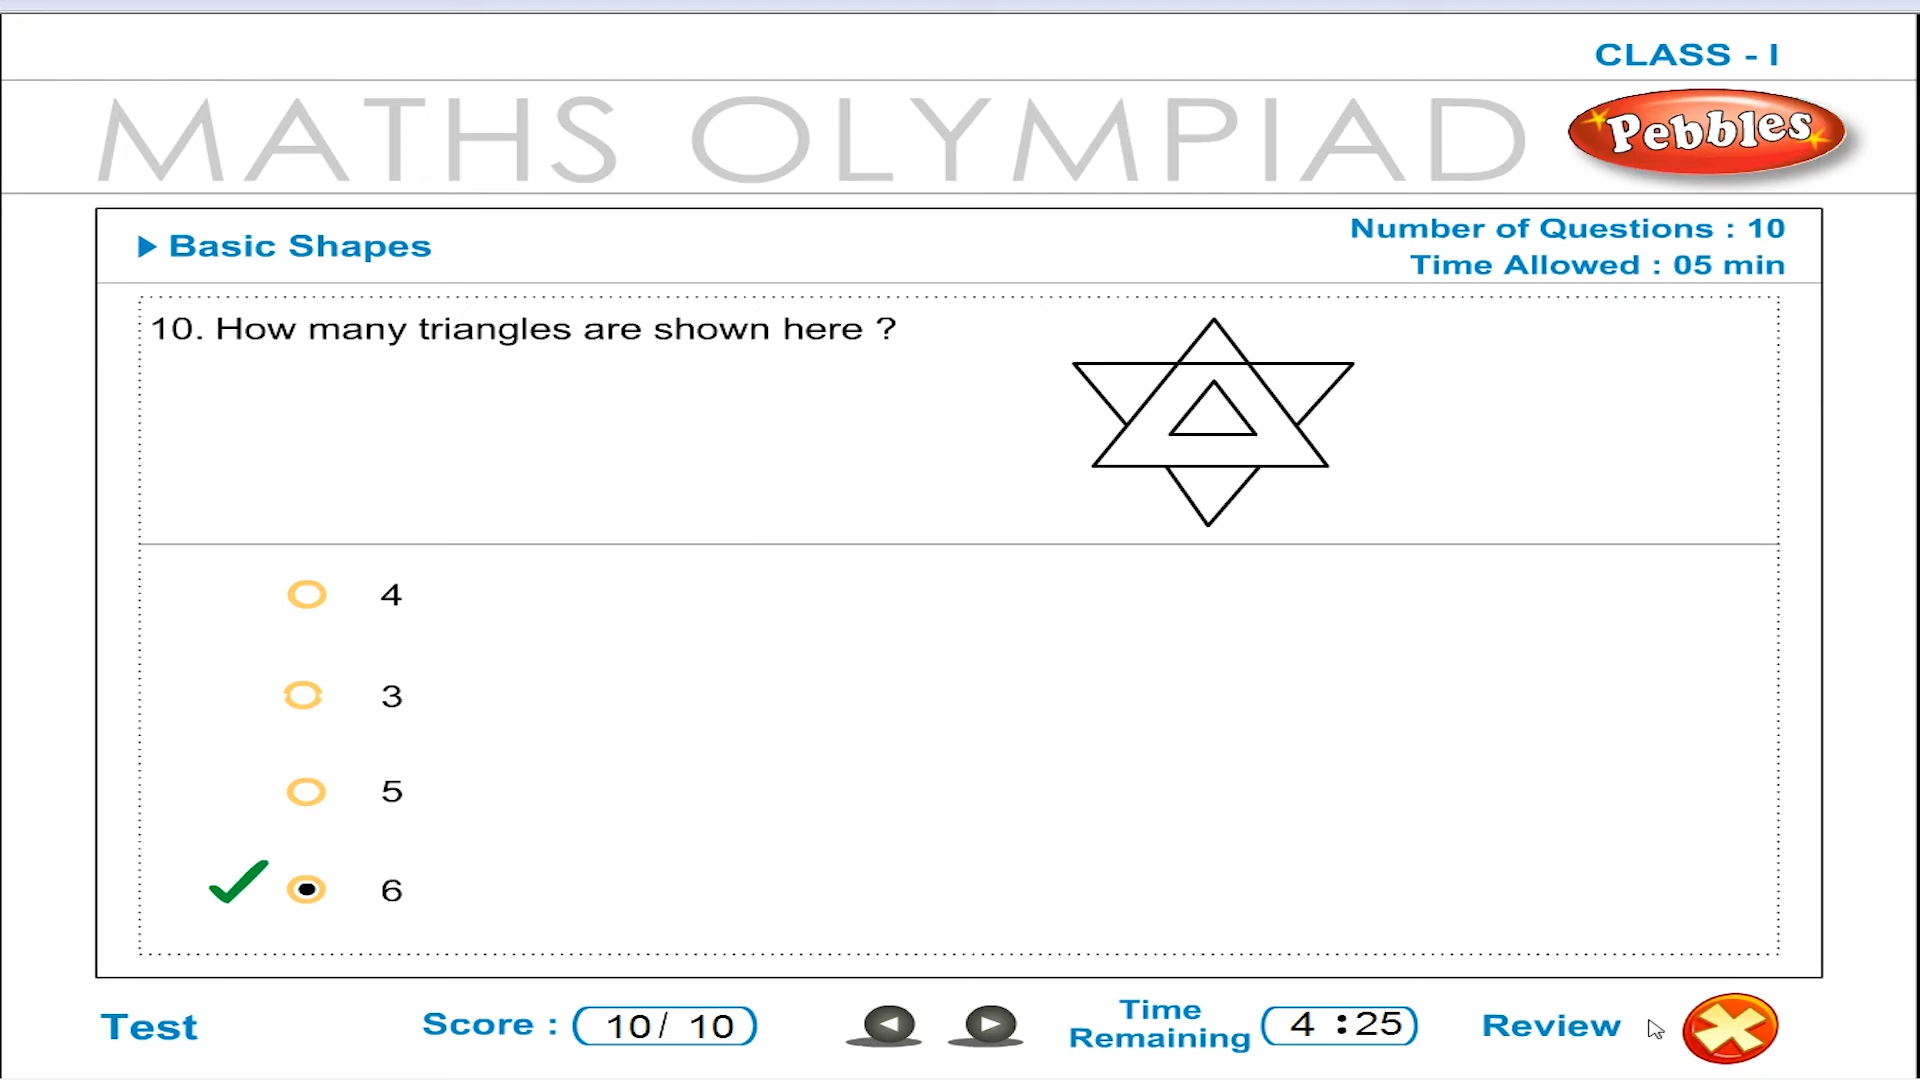 CLASS - I
MATHS OLYMPIAD
Pebbles
Basic Shapes
Number of Questions : 10
Time Allowed : 05 min
10. How many triangles are shown here ?
4
3
5
6
Test
Score :
10/ 10
Time
Remaining
4 :25
Review